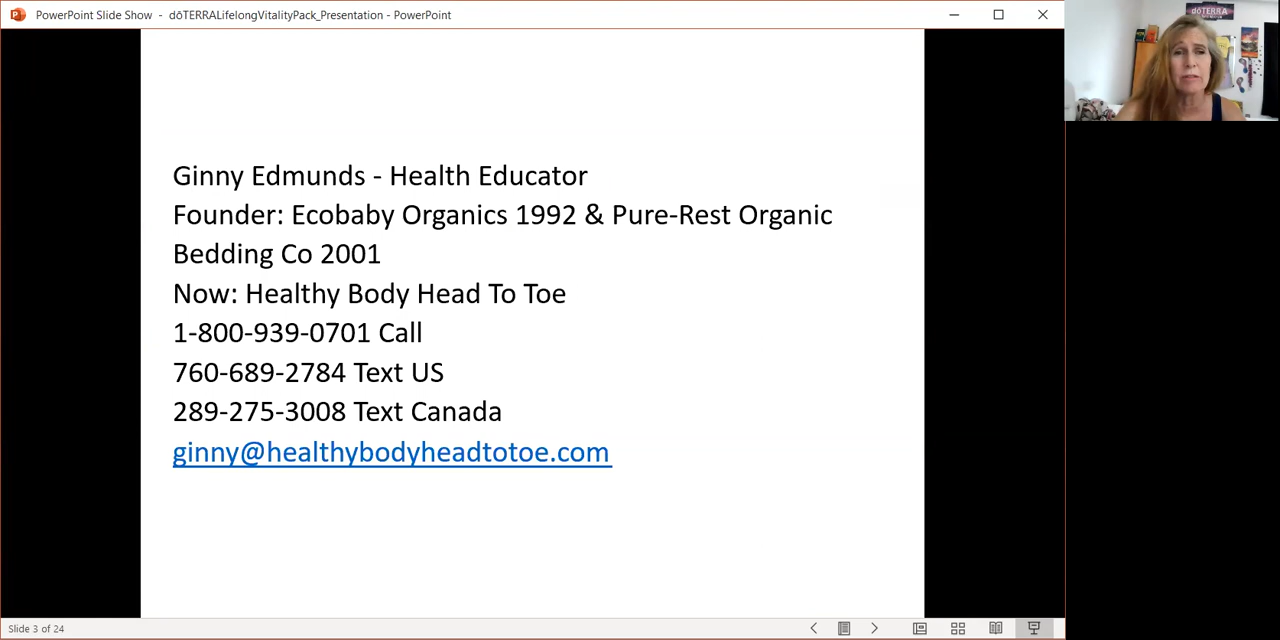 PowerPoint Slide Show - dōTERRALifelongVitalityPack_Presentation - PowerPoint
dōTERRA
Ginny Edmunds - Health Educator
Founder: Ecobaby Organics 1992 & Pure-Rest Organic
Bedding Co 2001
Now: Healthy Body Head To Toe
1-800-939-0701 Call
760-689-2784 Text US
289-275-3008 Text Canada
ginny@healthybodyheadtotoe.com
Slide 3 of 24